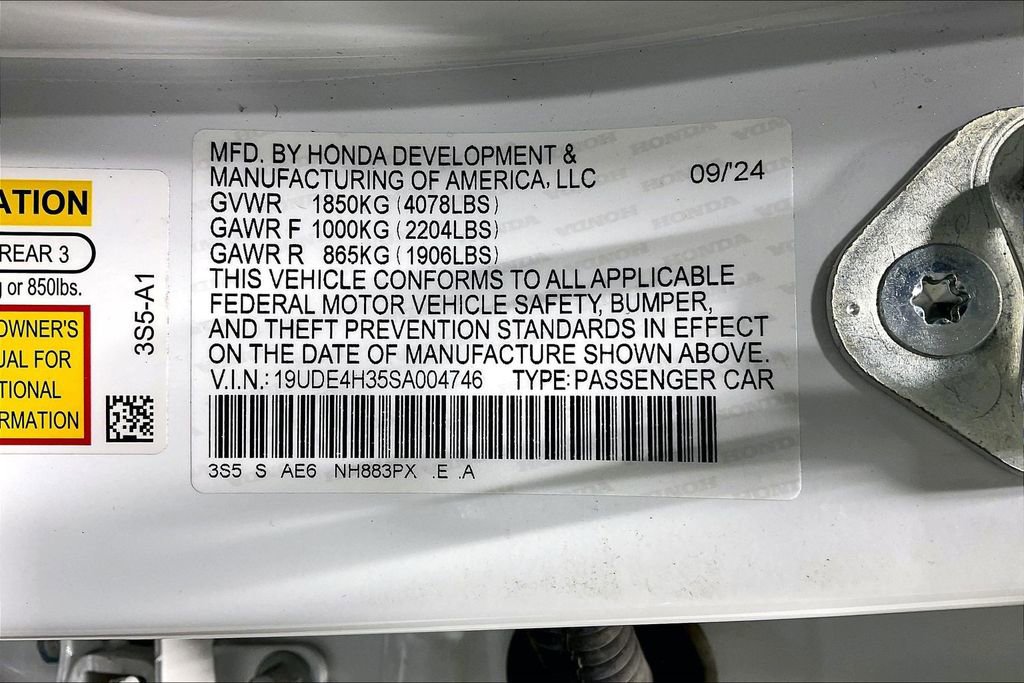 MFD. BY HONDA DEVELOPMENT &
MANUFACTURING OF AMERICA, LLC
09/'24
GVWR 1850KG (4078LBS)
GAWR F 1000KG (2204LBS)
GAWR R 865KG (1906LBS)
THIS VEHICLE CONFORMS TO ALL APPLICABLE
FEDERAL MOTOR VEHICLE SAFETY, BUMPER,
AND THEFT PREVENTION STANDARDS IN EFFECT
ON THE DATE OF MANUFACTURE SHOWN ABOVE.
V.I.N.: 19UDE4H35SA004746 TYPE: PASSENGER CAR
3S5 S AE6 NH883PX .E .A
ATION
REAR 3
g or 850lbs.
OWNER'S
UAL FOR
TIONAL
RMATION
3S5-A1
HONDA